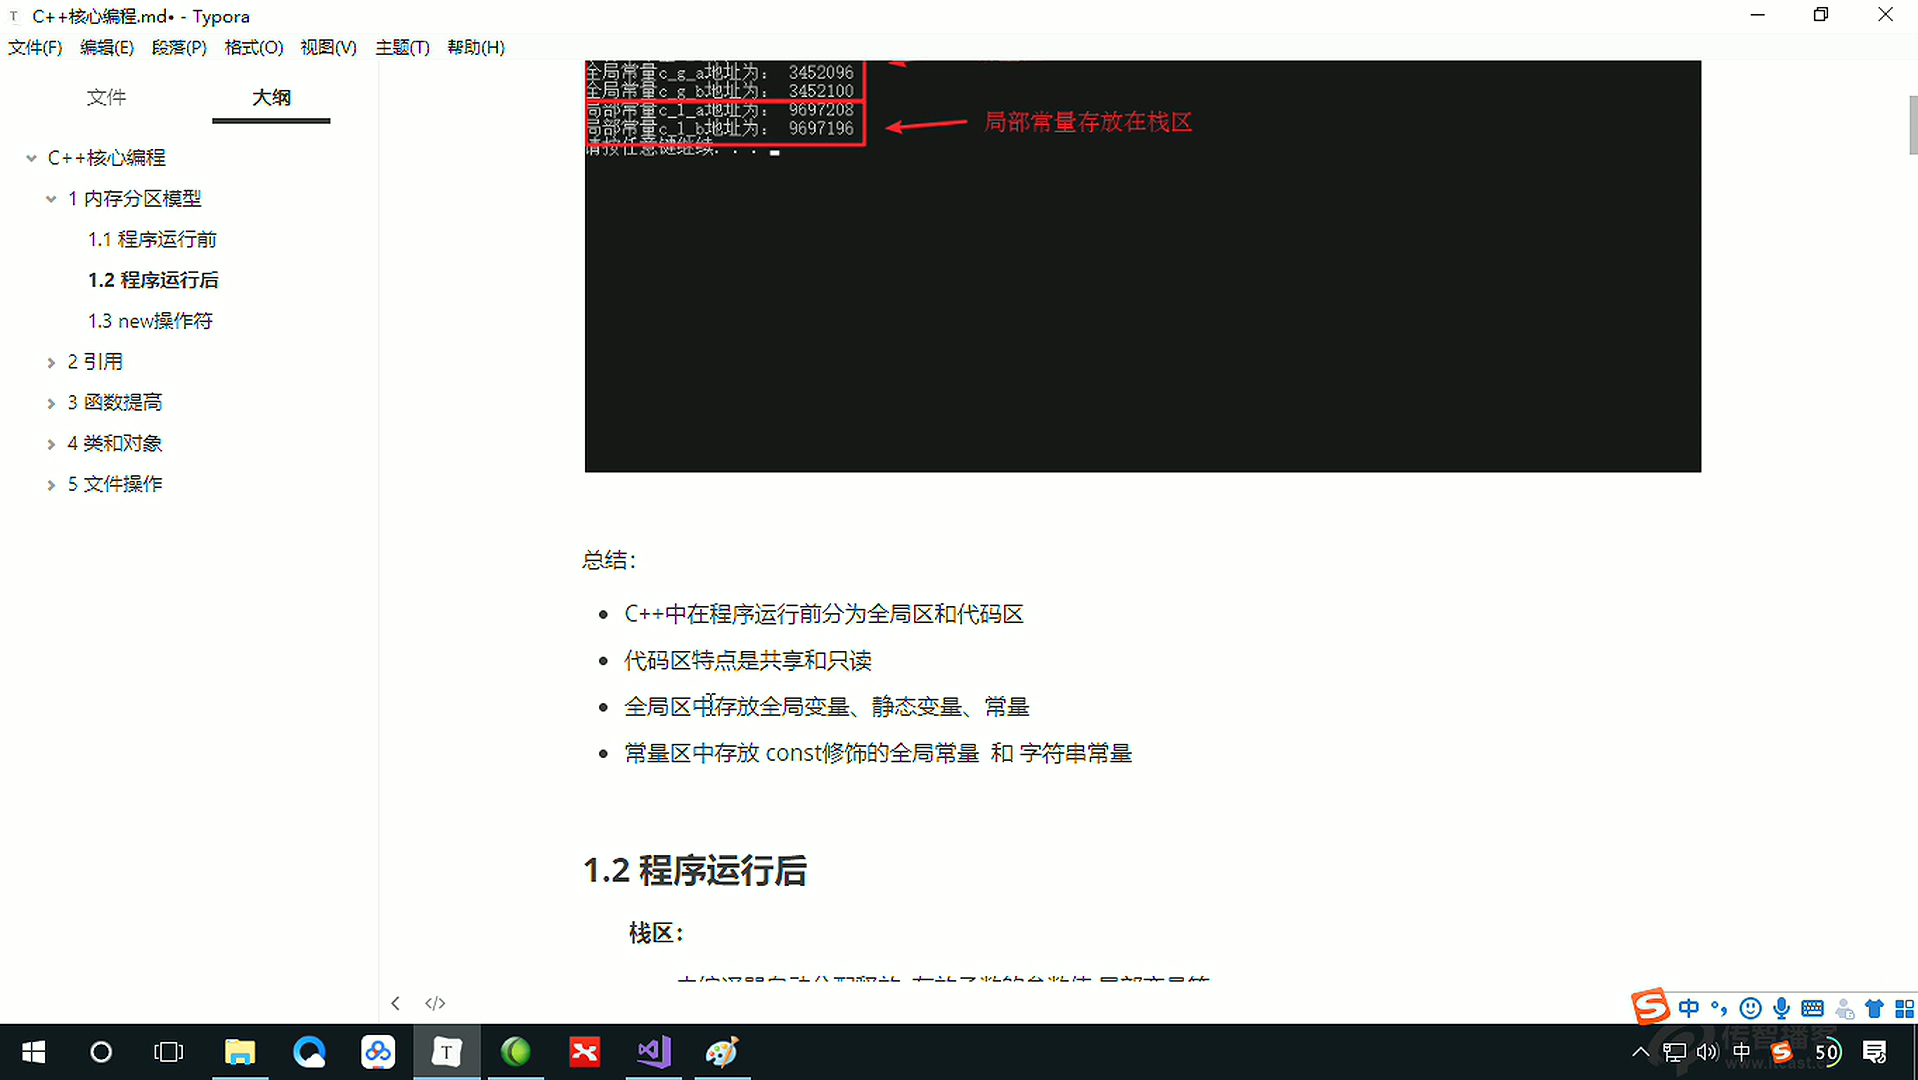 C++核心编程.md• - Typora
文件(F) 编辑(E) 段落(P) 格式(O) 视图(V) 主题(T) 帮助(H)
文件 大纲
C++核心编程
1 内存分区模型
1.1 程序运行前
1.2 程序运行后
1.3 new操作符
2 引用
3 函数提高
4 类和对象
5 文件操作
全局常量c_g_a地址为: 3452096
全局常量c_g_b地址为: 3452100
局部常量c_l_a地址为: 9697208
局部常量c_l_b地址为: 9697196
局部常量存放在栈区
请按任意键继续. . .
总结：
C++中在程序运行前分为全局区和代码区
代码区特点是共享和只读
全局区中存放全局变量、静态变量、常量
常量区中存放 const修饰的全局常量 和 字符串常量
1.2 程序运行后
栈区：
</>
中
中 50
传智播客